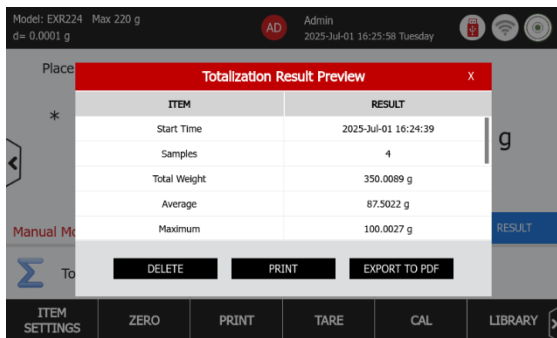 Model: EXR224 Max 220 g
d= 0.0001 g
AD
Admin
2025-Jul-01 16:25:58 Tuesday
Place
*
g
Manual Mo
RESULT
To
Totalization Result Preview X
ITEM RESULT
Start Time 2025-Jul-01 16:24:39
Samples 4
Total Weight 350.0089 g
Average 87.5022 g
Maximum 100.0027 g
DELETE PRINT EXPORT TO PDF
ITEM SETTINGS
ZERO PRINT TARE CAL LIBRARY